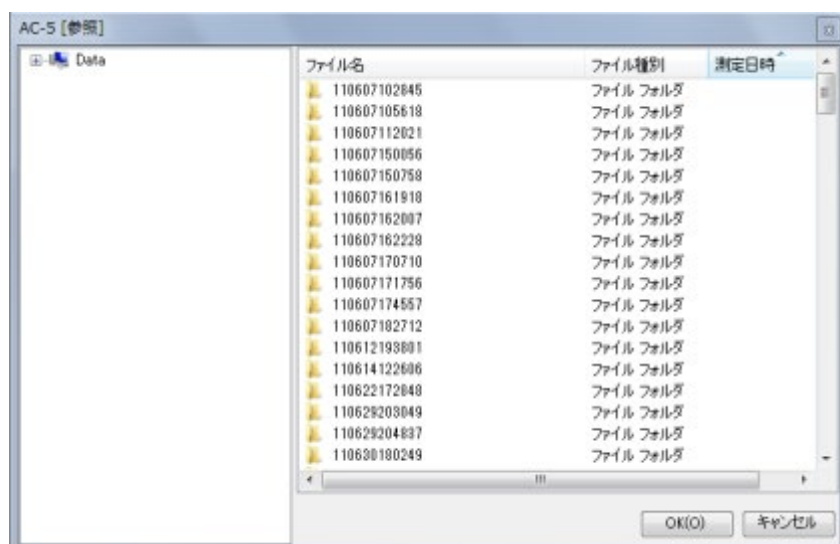 AC-5 [参照]
Data
ファイル名 ファイル種別 測定日時
110607102845 ファイル フォルダ
110607105618 ファイル フォルダ
110607112021 ファイル フォルダ
110607150056 ファイル フォルダ
110607150758 ファイル フォルダ
110607161918 ファイル フォルダ
110607162007 ファイル フォルダ
110607162228 ファイル フォルダ
110607170710 ファイル フォルダ
110607171756 ファイル フォルダ
110607174557 ファイル フォルダ
110607182712 ファイル フォルダ
110612193801 ファイル フォルダ
110614122606 ファイル フォルダ
110622172848 ファイル フォルダ
110629203049 ファイル フォルダ
110629204837 ファイル フォルダ
110630180249 ファイル フォルダ
OK(O) キャンセル